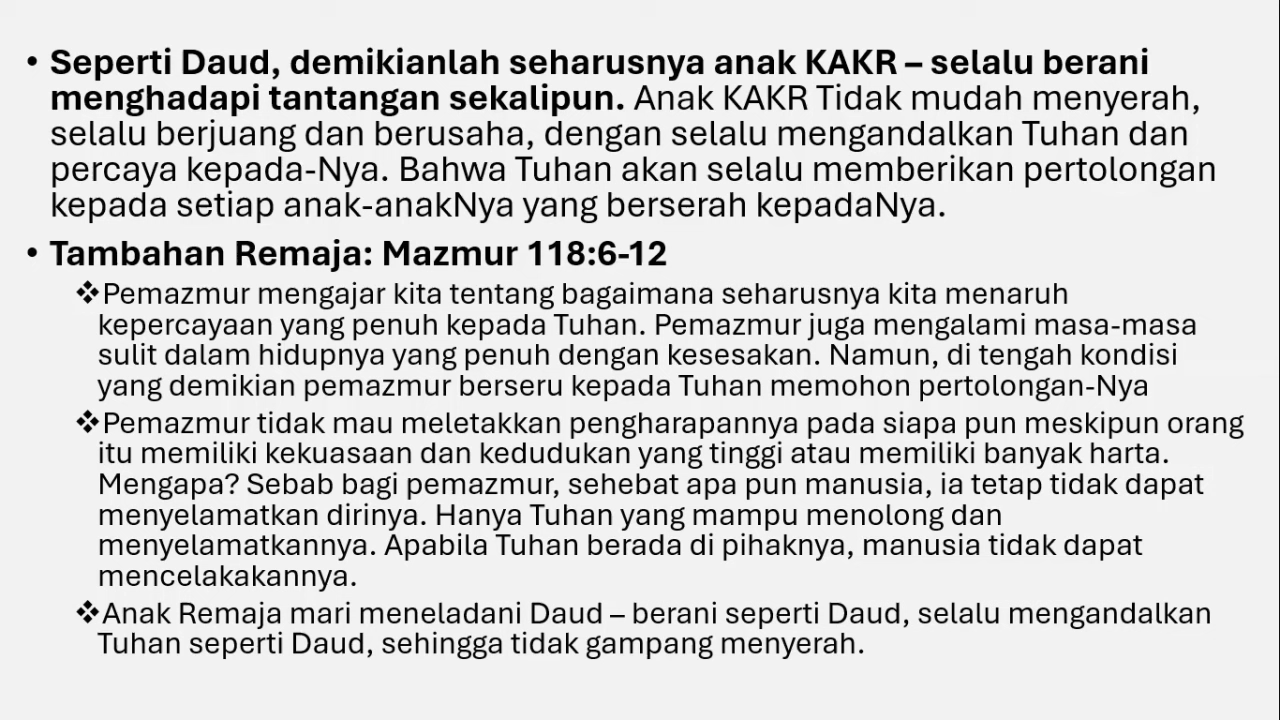 • Seperti Daud, demikianlah seharusnya anak KAKR – selalu berani
menghadapi tantangan sekalipun. Anak KAKR Tidak mudah menyerah,
selalu berjuang dan berusaha, dengan selalu mengandalkan Tuhan dan
percaya kepada-Nya. Bahwa Tuhan akan selalu memberikan pertolongan
kepada setiap anak-anakNya yang berserah kepadaNya.
• Tambahan Remaja: Mazmur 118:6-12
❖Pemazmur mengajar kita tentang bagaimana seharusnya kita menaruh
kepercayaan yang penuh kepada Tuhan. Pemazmur juga mengalami masa-masa
sulit dalam hidupnya yang penuh dengan kesesakan. Namun, di tengah kondisi
yang demikian pemazmur berseru kepada Tuhan memohon pertolongan-Nya
❖Pemazmur tidak mau meletakkan pengharapannya pada siapa pun meskipun orang
itu memiliki kekuasaan dan kedudukan yang tinggi atau memiliki banyak harta.
Mengapa? Sebab bagi pemazmur, sehebat apa pun manusia, ia tetap tidak dapat
menyelamatkan dirinya. Hanya Tuhan yang mampu menolong dan
menyelamatkannya. Apabila Tuhan berada di pihaknya, manusia tidak dapat
mencelakakannya.
❖Anak Remaja mari meneladani Daud – berani seperti Daud, selalu mengandalkan
Tuhan seperti Daud, sehingga tidak gampang menyerah.